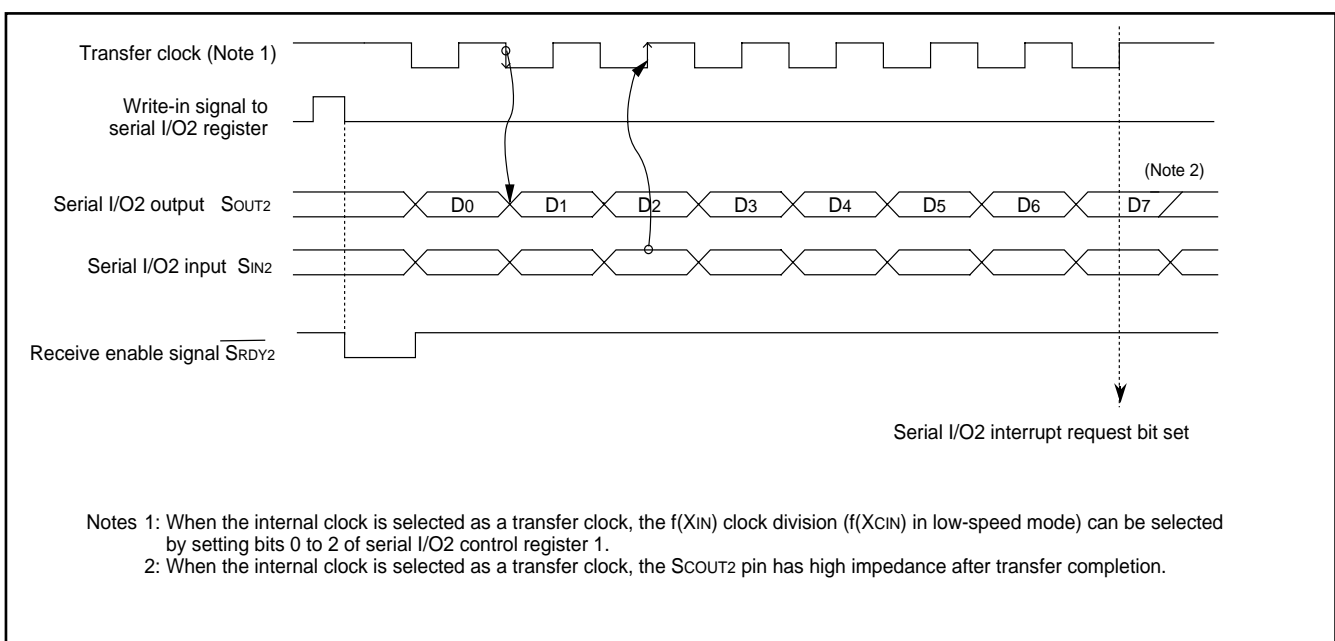 Transfer clock (Note 1)
Write-in signal to
serial I/O2 register
(Note 2)
Serial I/O2 output SOUT2
D0 D1 D2 D3 D4 D5 D6 D7
Serial I/O2 input SIN2
Receive enable signal SRDY2
Serial I/O2 interrupt request bit set
Notes 1: When the internal clock is selected as a transfer clock, the f(XIN) clock division (f(XCIN) in low-speed mode) can be selected
by setting bits 0 to 2 of serial I/O2 control register 1.
2: When the internal clock is selected as a transfer clock, the SCOUT2 pin has high impedance after transfer completion.